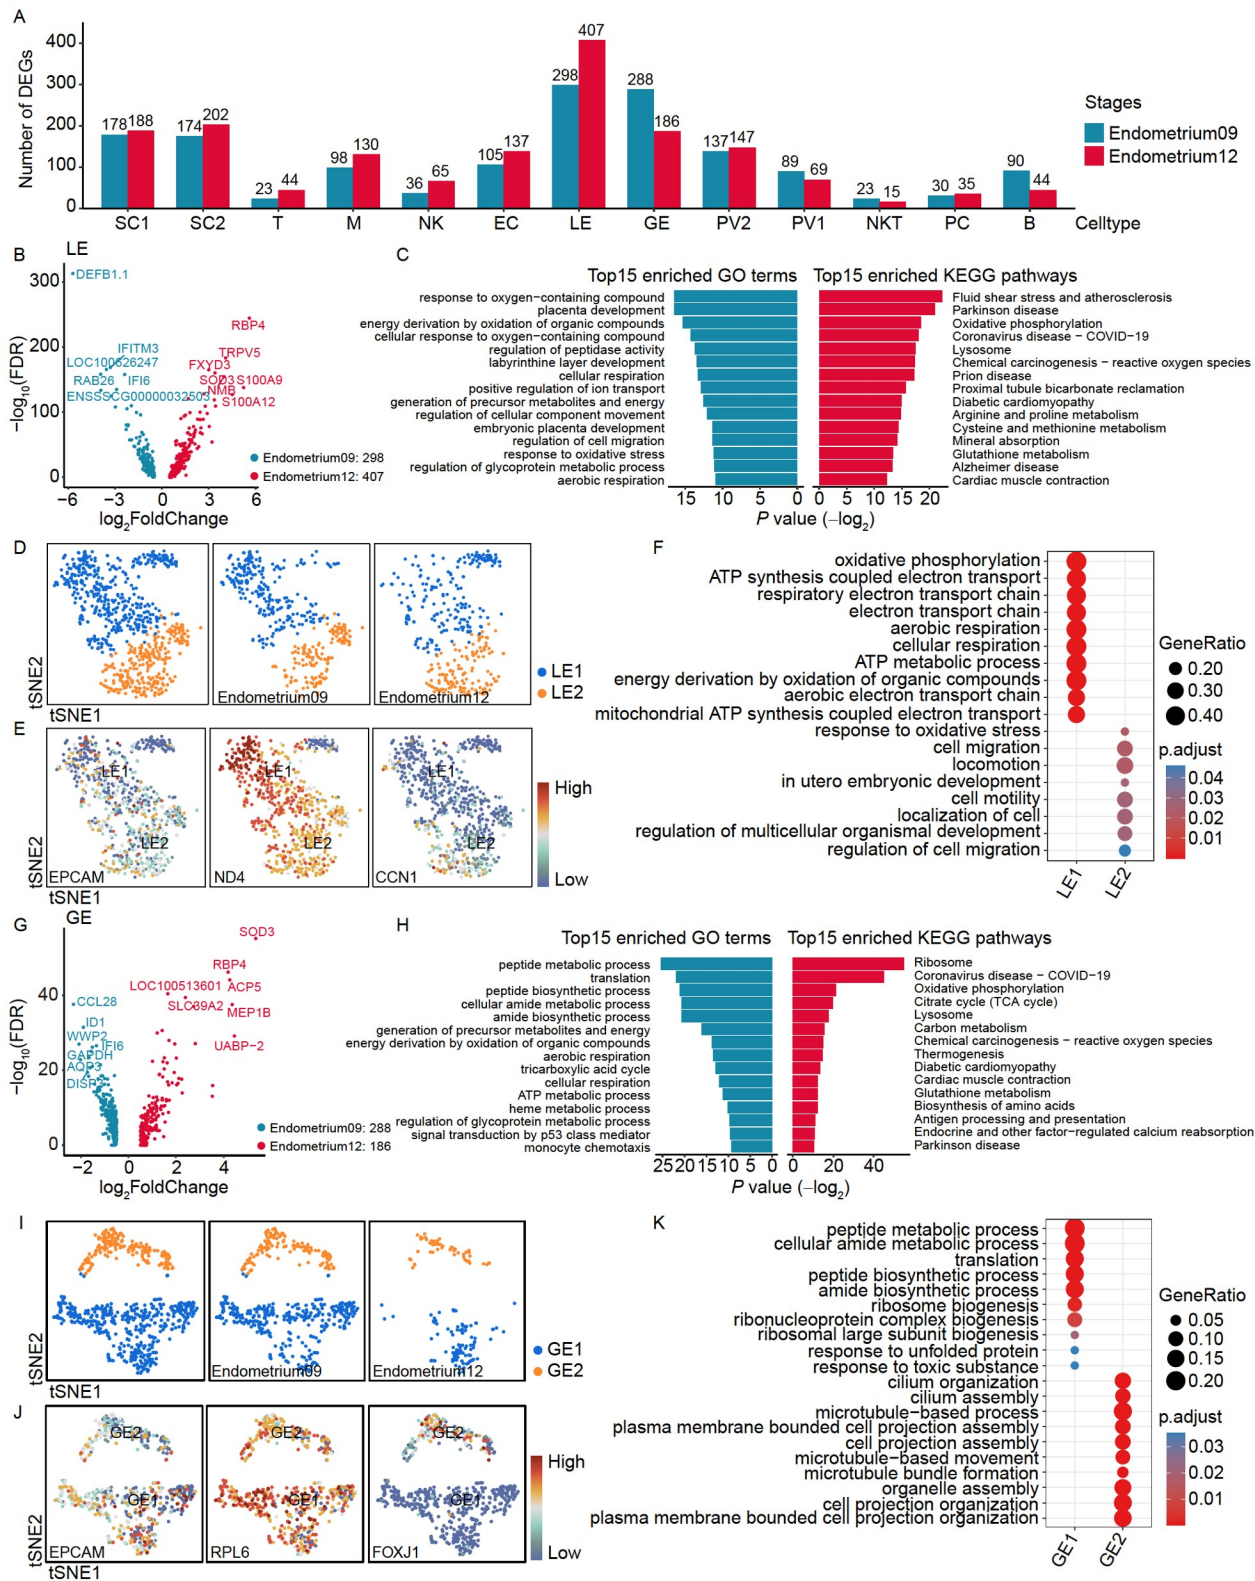 A
Number of DEGs
400
300
200
100
0
178 188
174 202
23 44
98 130
36 65
105 137
298 407
288 186
137 147
89 69
23 15
30 35
90 44
SC1 SC2 T M NK EC LE GE PV2 PV1 NKT PC B Celltype
Stages
Endometrium09
Endometrium12
B
LE
−log10(FDR)
300
200
100
0
DEFB1.1
RBP4
IFITM3
TRPV5
LOC100626247
FXYD3
RAB26
IFI6
SOD3
S100A9
NMB
ENSSSCG00000032503
S100A12
Endometrium09: 298
Endometrium12: 407
−6 −3 0 3 6
log2FoldChange
C
Top15 enriched GO terms
response to oxygen−containing compound
placenta development
energy derivation by oxidation of organic compounds
cellular response to oxygen−containing compound
regulation of peptidase activity
labyrinthine layer development
cellular respiration
positive regulation of ion transport
generation of precursor metabolites and energy
regulation of cellular component movement
embryonic placenta development
regulation of cell migration
response to oxidative stress
regulation of glycoprotein metabolic process
aerobic respiration
15 10 5 0
Top15 enriched KEGG pathways
Fluid shear stress and atherosclerosis
Parkinson disease
Oxidative phosphorylation
Coronavirus disease − COVID−19
Lysosome
Chemical carcinogenesis − reactive oxygen species
Prion disease
Proximal tubule bicarbonate reclamation
Diabetic cardiomyopathy
Arginine and proline metabolism
Cysteine and methionine metabolism
Mineral absorption
Glutathione metabolism
Alzheimer disease
Cardiac muscle contraction
0 5 10 15 20
P value (−log2)
D
tSNE2
Endometrium09
Endometrium12
LE1
LE2
tSNE1
E
tSNE2
LE1
LE2
EPCAM
ND4
CCN1
High
Low
tSNE1
F
oxidative phosphorylation
ATP synthesis coupled electron transport
respiratory electron transport chain
electron transport chain
aerobic respiration
cellular respiration
ATP metabolic process
energy derivation by oxidation of organic compounds
aerobic electron transport chain
mitochondrial ATP synthesis coupled electron transport
response to oxidative stress
cell migration
locomotion
in utero embryonic development
cell motility
localization of cell
regulation of multicellular organismal development
regulation of cell migration
LE1 LE2
GeneRatio
0.20
0.30
0.40
p.adjust
0.04
0.03
0.02
0.01
G
GE
−log10(FDR)
40
20
0
SOD3
RBP4
LOC100513601
ACP5
CCL28
SLC39A2
MEP1B
ID1
WWP2
IFI6
UABP−2
GAPDH
AQP3
Endometrium09: 288
Endometrium12: 186
−2 0 2 4
log2FoldChange
H
Top15 enriched GO terms
peptide metabolic process
translation
peptide biosynthetic process
cellular amide metabolic process
amide biosynthetic process
generation of precursor metabolites and energy
energy derivation by oxidation of organic compounds
aerobic respiration
tricarboxylic acid cycle
cellular respiration
ATP metabolic process
heme metabolic process
regulation of glycoprotein metabolic process
signal transduction by p53 class mediator
monocyte chemotaxis
25 20 15 10 5 0
Top15 enriched KEGG pathways
Ribosome
Coronavirus disease − COVID−19
Oxidative phosphorylation
Citrate cycle (TCA cycle)
Lysosome
Carbon metabolism
Chemical carcinogenesis − reactive oxygen species
Thermogenesis
Diabetic cardiomyopathy
Cardiac muscle contraction
Glutathione metabolism
Biosynthesis of amino acids
Antigen processing and presentation
Endocrine and other factor−regulated calcium reabsorption
Parkinson disease
0 20 40
P value (−log2)
I
tSNE2
Endometrium09
Endometrium12
GE1
GE2
tSNE1
J
tSNE2
GE2
GE1
EPCAM
GE2
GE1
RPL6
GE2
GE1
FOXJ1
High
Low
tSNE1
K
peptide metabolic process
cellular amide metabolic process
translation
peptide biosynthetic process
amide biosynthetic process
ribosome biogenesis
ribonucleoprotein complex biogenesis
ribosomal large subunit biogenesis
response to unfolded protein
response to toxic substance
cilium organization
cilium assembly
microtubule−based process
plasma membrane bounded cell projection assembly
cell projection assembly
microtubule−based movement
microtubule bundle formation
organelle assembly
cell projection organization
plasma membrane bounded cell projection organization
GE1 GE2
GeneRatio
0.05
0.10
0.15
0.20
p.adjust
0.03
0.02
0.01